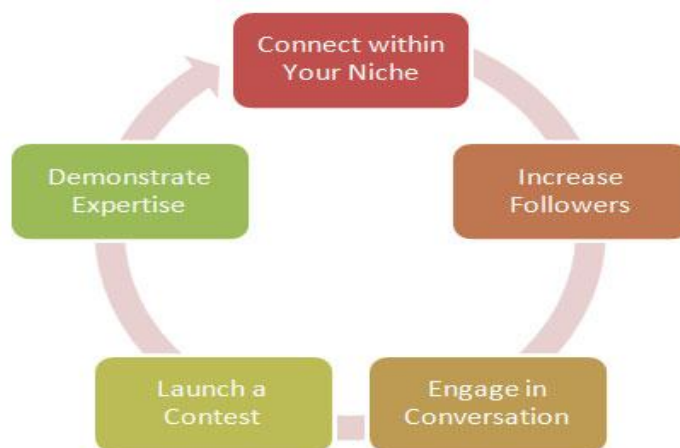 Connect within
Your Niche
Increase
Followers
Engage in
Conversation
Launch a
Contest
Demonstrate
Expertise